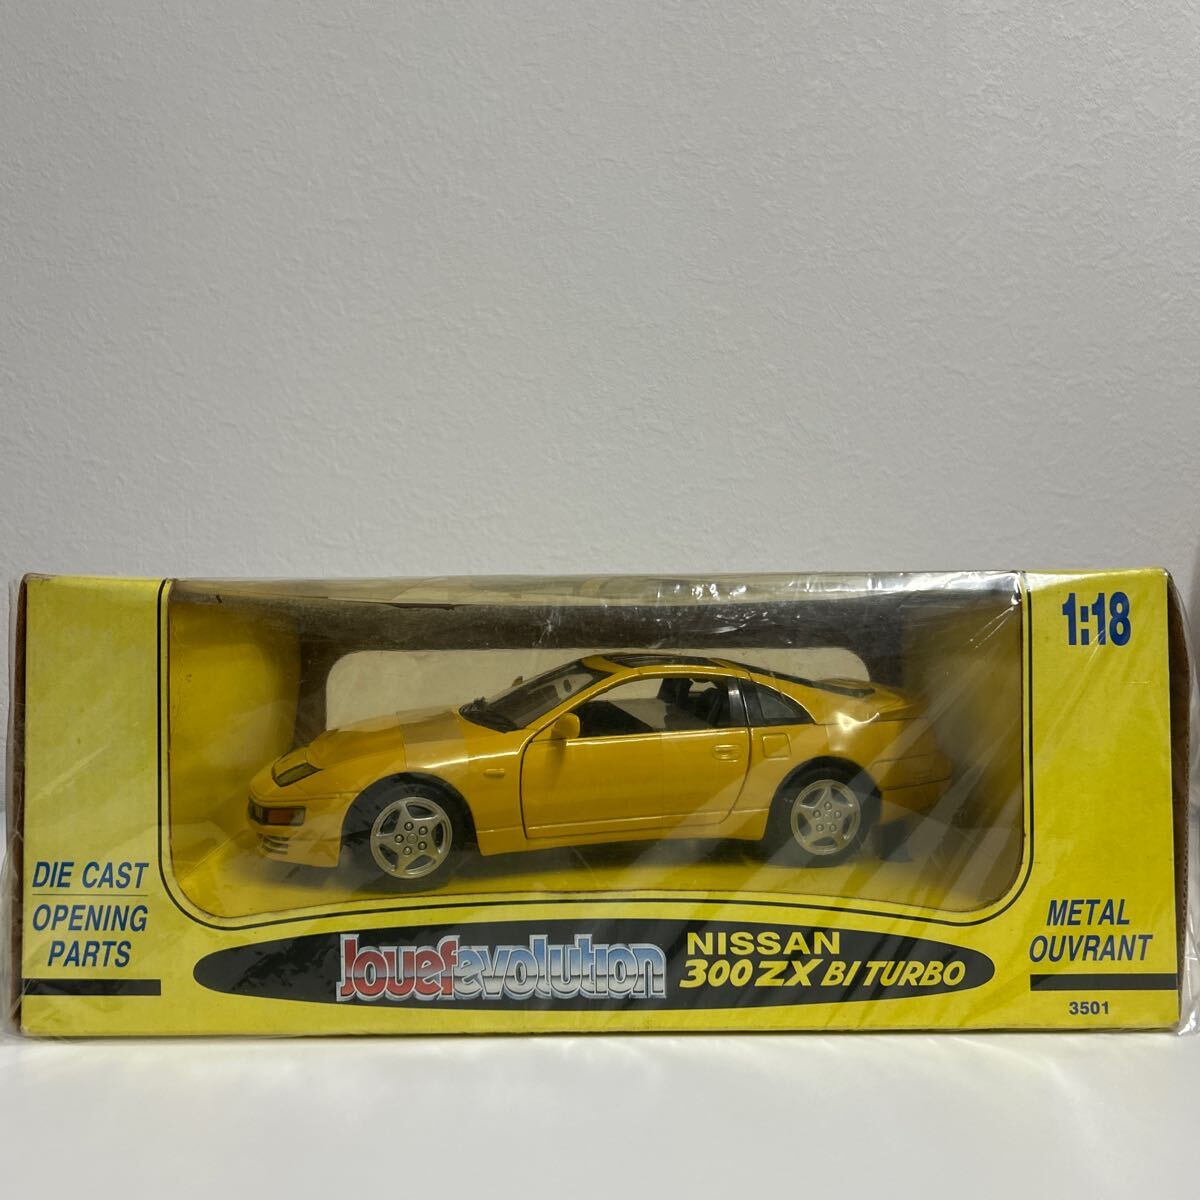 1:18
DIE CAST
OPENING
PARTS
Jouefevolution
NISSAN
300ZX BI TURBO
METAL
OUVRANT
3501